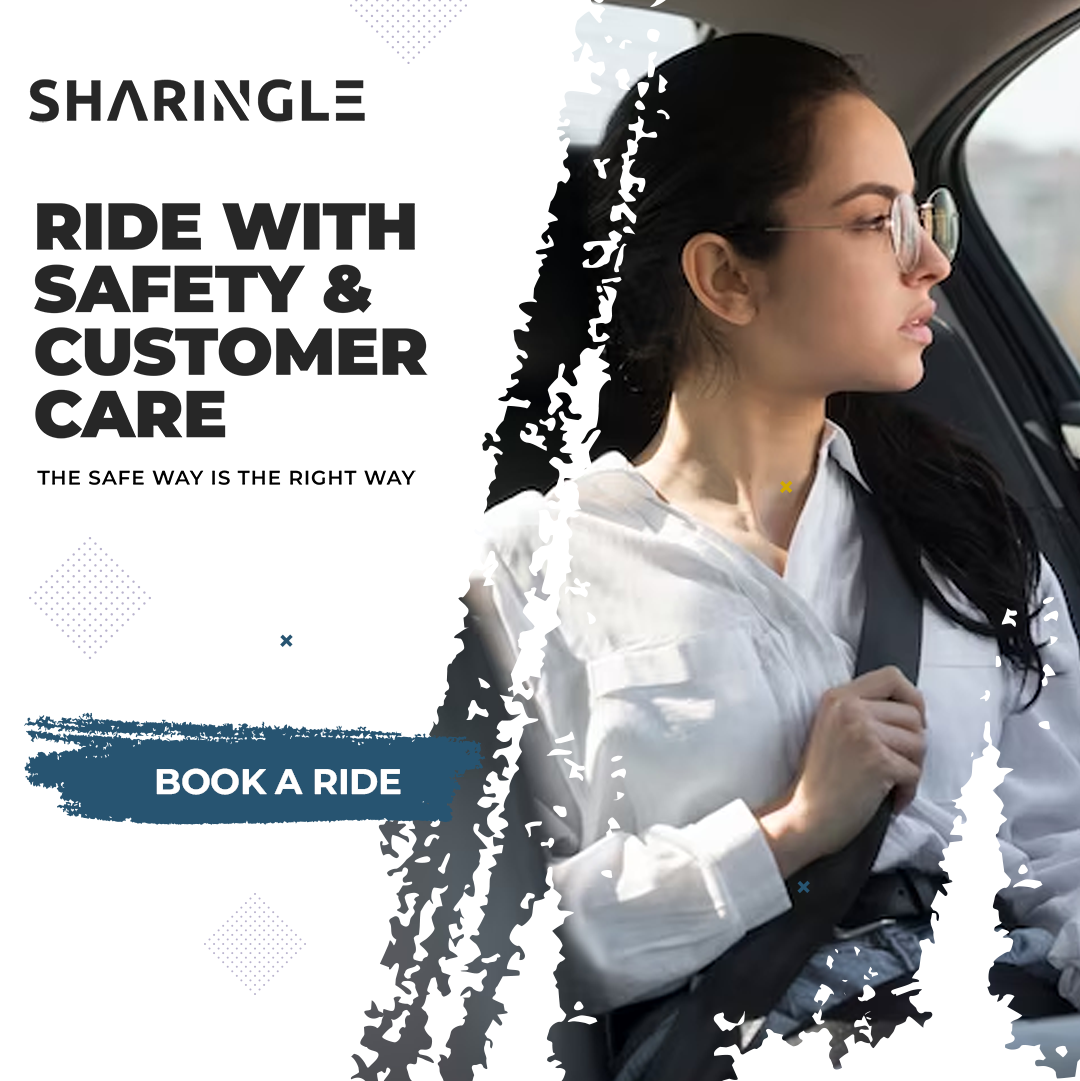 SHARINGLE
RIDE WITH
SAFETY &
CUSTOMER
CARE
THE SAFE WAY IS THE RIGHT WAY
BOOK A RIDE